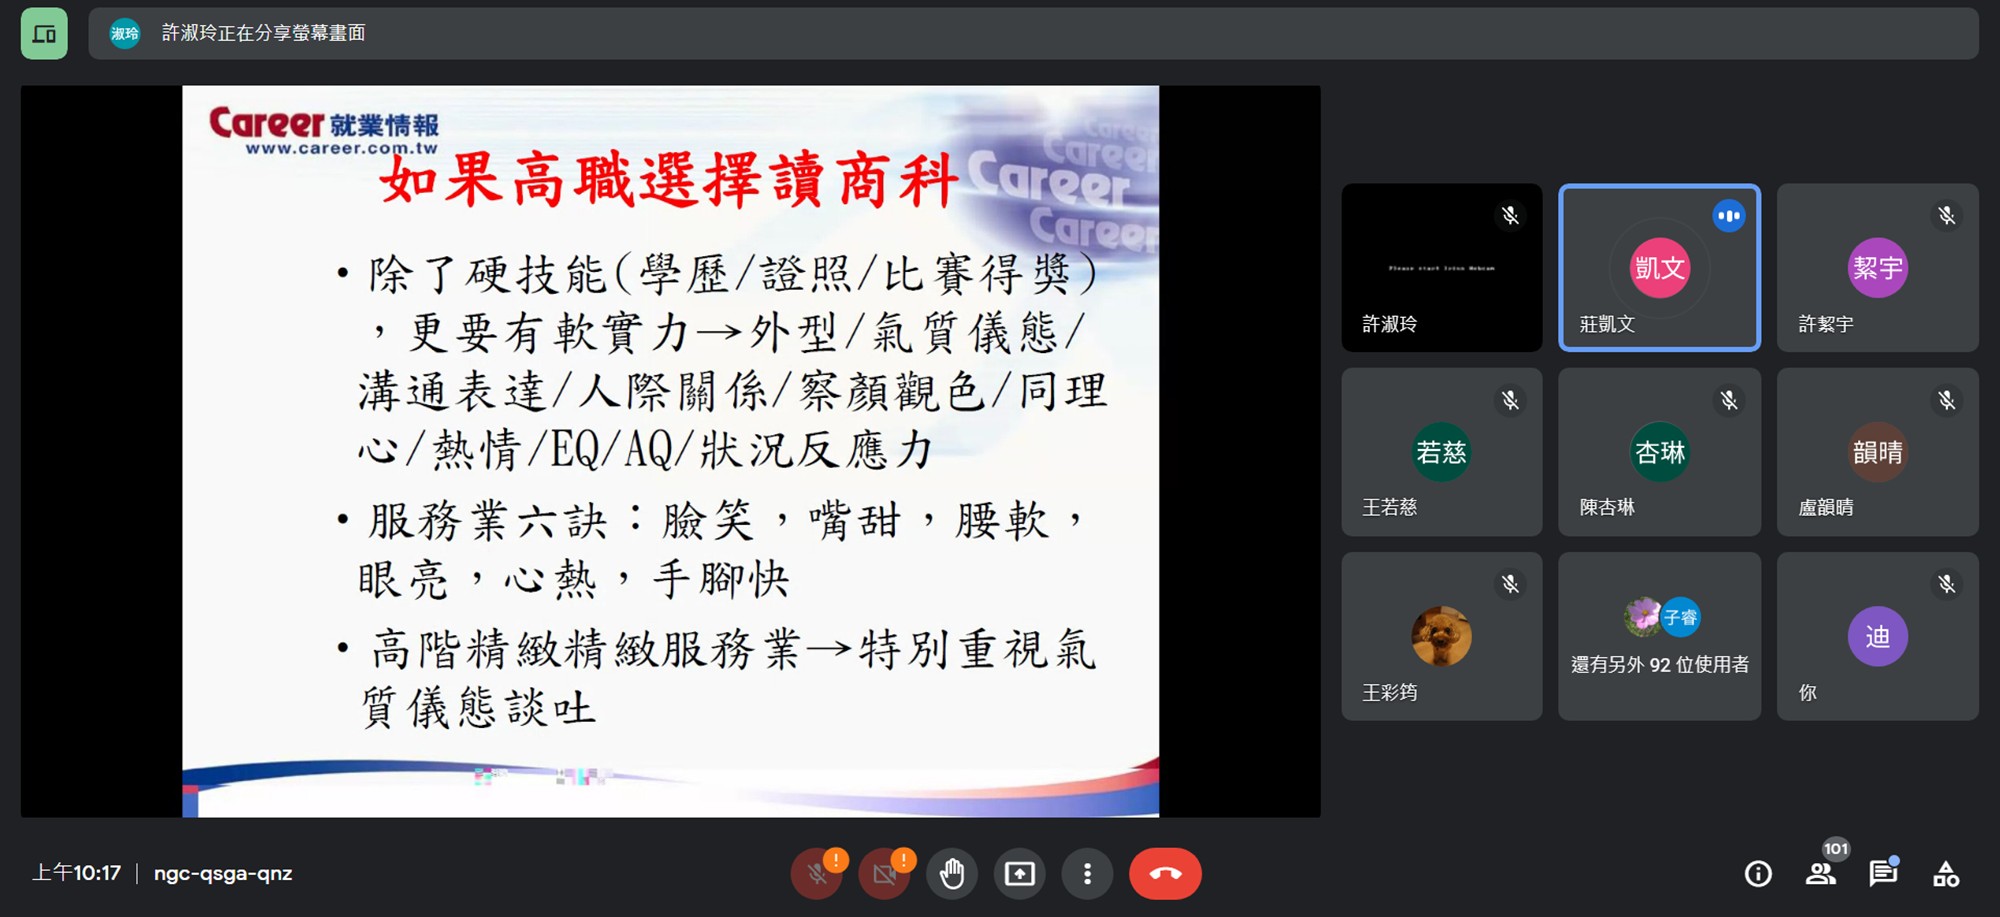 淑玲 許淑玲正在分享螢幕畫面
Career 就業情報
www.career.com.tw
Career
Career
Career
Career
如果高職選擇讀商科
• 除了硬技能(學歷/證照/比賽得獎)
,更要有軟實力→外型/氣質儀態/
溝通表達/人際關係/察顏觀色/同理
心/熱情/EQ/AQ/狀況反應力
• 服務業六訣：臉笑，嘴甜，腰軟，
眼亮，心熱，手腳快
• 高階精緻精緻服務業→特別重視氣
質儀態談吐
許淑玲
凱文
莊凱文
絜宇
許絜宇
若慈
王若慈
杏琳
陳杏琳
韻晴
盧韻晴
王彩筠
子睿
還有另外 92 位使用者
迪
你
上午10:17 | ngc-qsga-qnz
101